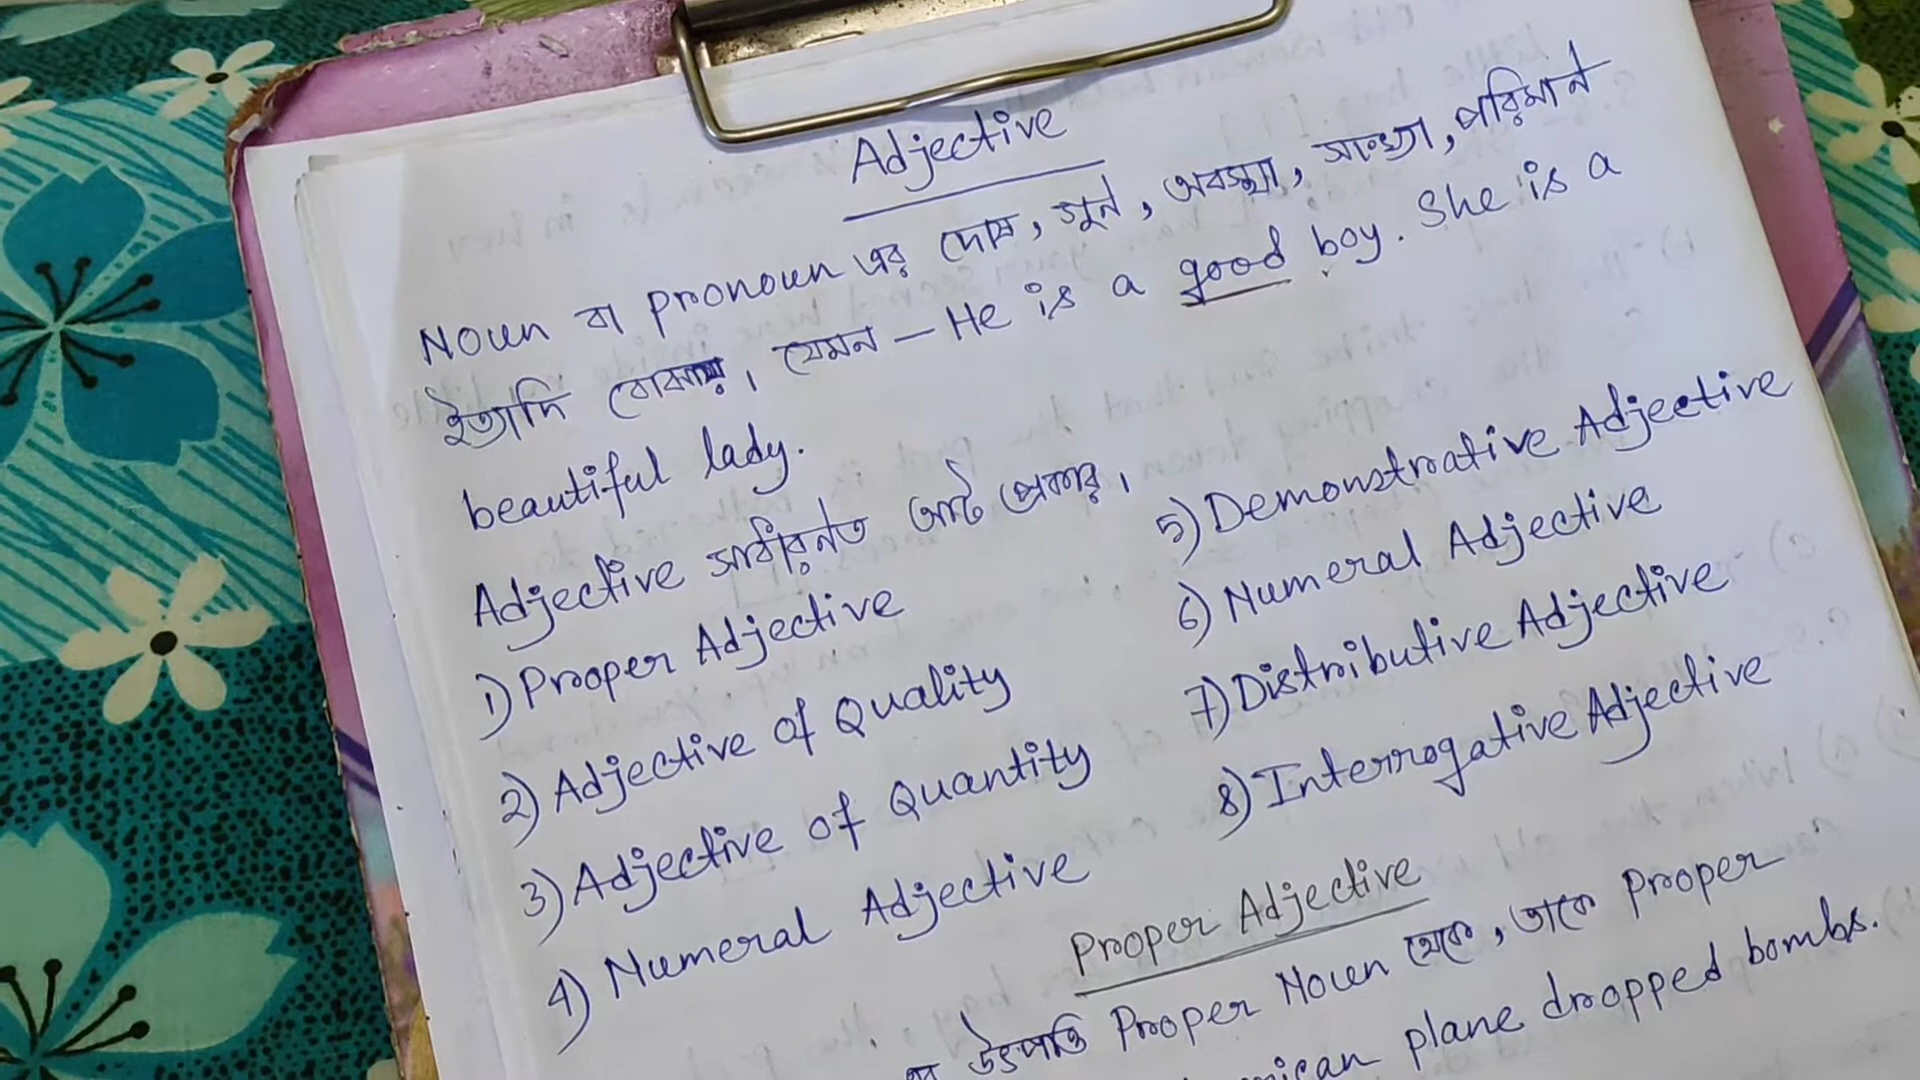 Adjective
Noun বা pronoun এর দোষ, গুন, অবস্থা, সংখ্যা, পরিমান
ইত্যাদি বোঝায়। যেমন – He is a good boy. She is a
beautiful lady.
Adjective সাধারনত আট প্রকার।
1) Proper Adjective
2) Adjective of Quality
3) Adjective of Quantity
4) Numeral Adjective
5) Demonstrative Adjective
6) Numeral Adjective
7) Distributive Adjective
8) Interrogative Adjective
Proper Adjective
উৎপত্তি Proper Noun থেকে, তাকে Proper
plane dropped bombs.